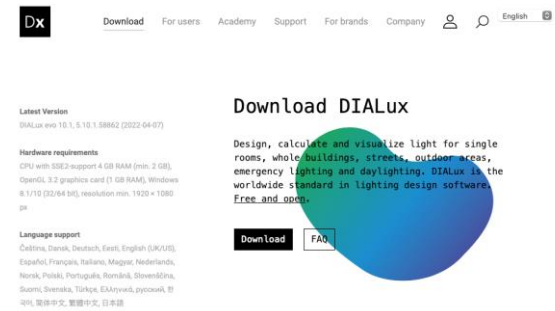 Dx
Download For users Academy Support For brands Company English
Latest Version
DIALux evo 10.1, 5.10.1.58862 (2022-04-07)
Hardware requirements
CPU with SSE2-support 4 GB RAM (min. 2 GB),
OpenGL 3.2 graphics card (1 GB RAM), Windows
8.1/10 (32/64 bit), resolution min. 1920 × 1080
px
Language support
Čeština, Dansk, Deutsch, Eesti, English (UK/US),
Español, Français, Italiano, Magyar, Nederlands,
Norsk, Polski, Português, Română, Slovenščina,
Suomi, Svenska, Türkçe, Ελληνικά, русский, 한
국어, 简体中文, 繁體中文, 日本語
Download DIALux
Design, calculate and visualize light for single
rooms, whole buildings, streets, outdoor areas,
emergency lighting and daylighting. DIALux is the
worldwide standard in lighting design software.
Free and open.
Download FAQ